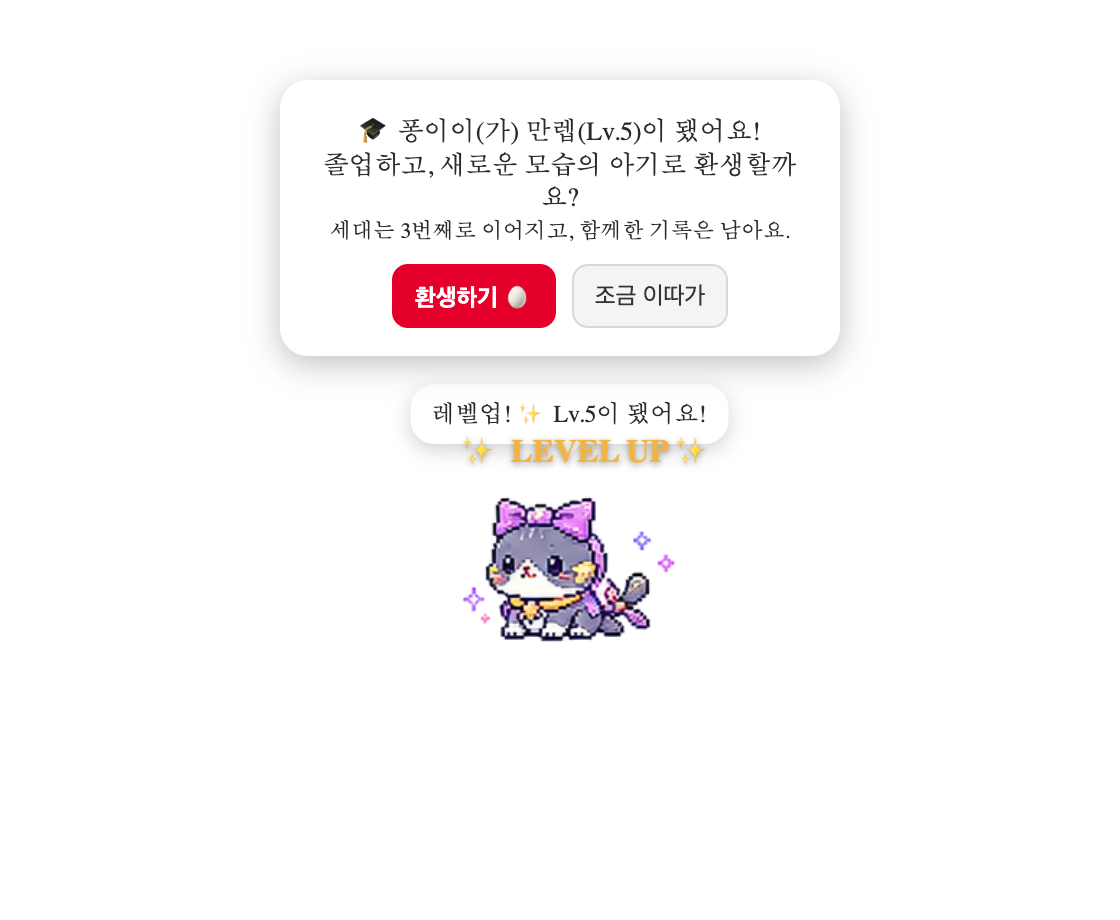 🎓 퐁이이(가) 만렙(Lv.5)이 됐어요!
졸업하고, 새로운 모습의 아기로 환생할까
요?
세대는 3번째로 이어지고, 함께한 기록은 남아요.
환생하기 🥚
조금 이따가
레벨업! ✨ Lv.5이 됐어요!
✨ LEVEL UP ✨